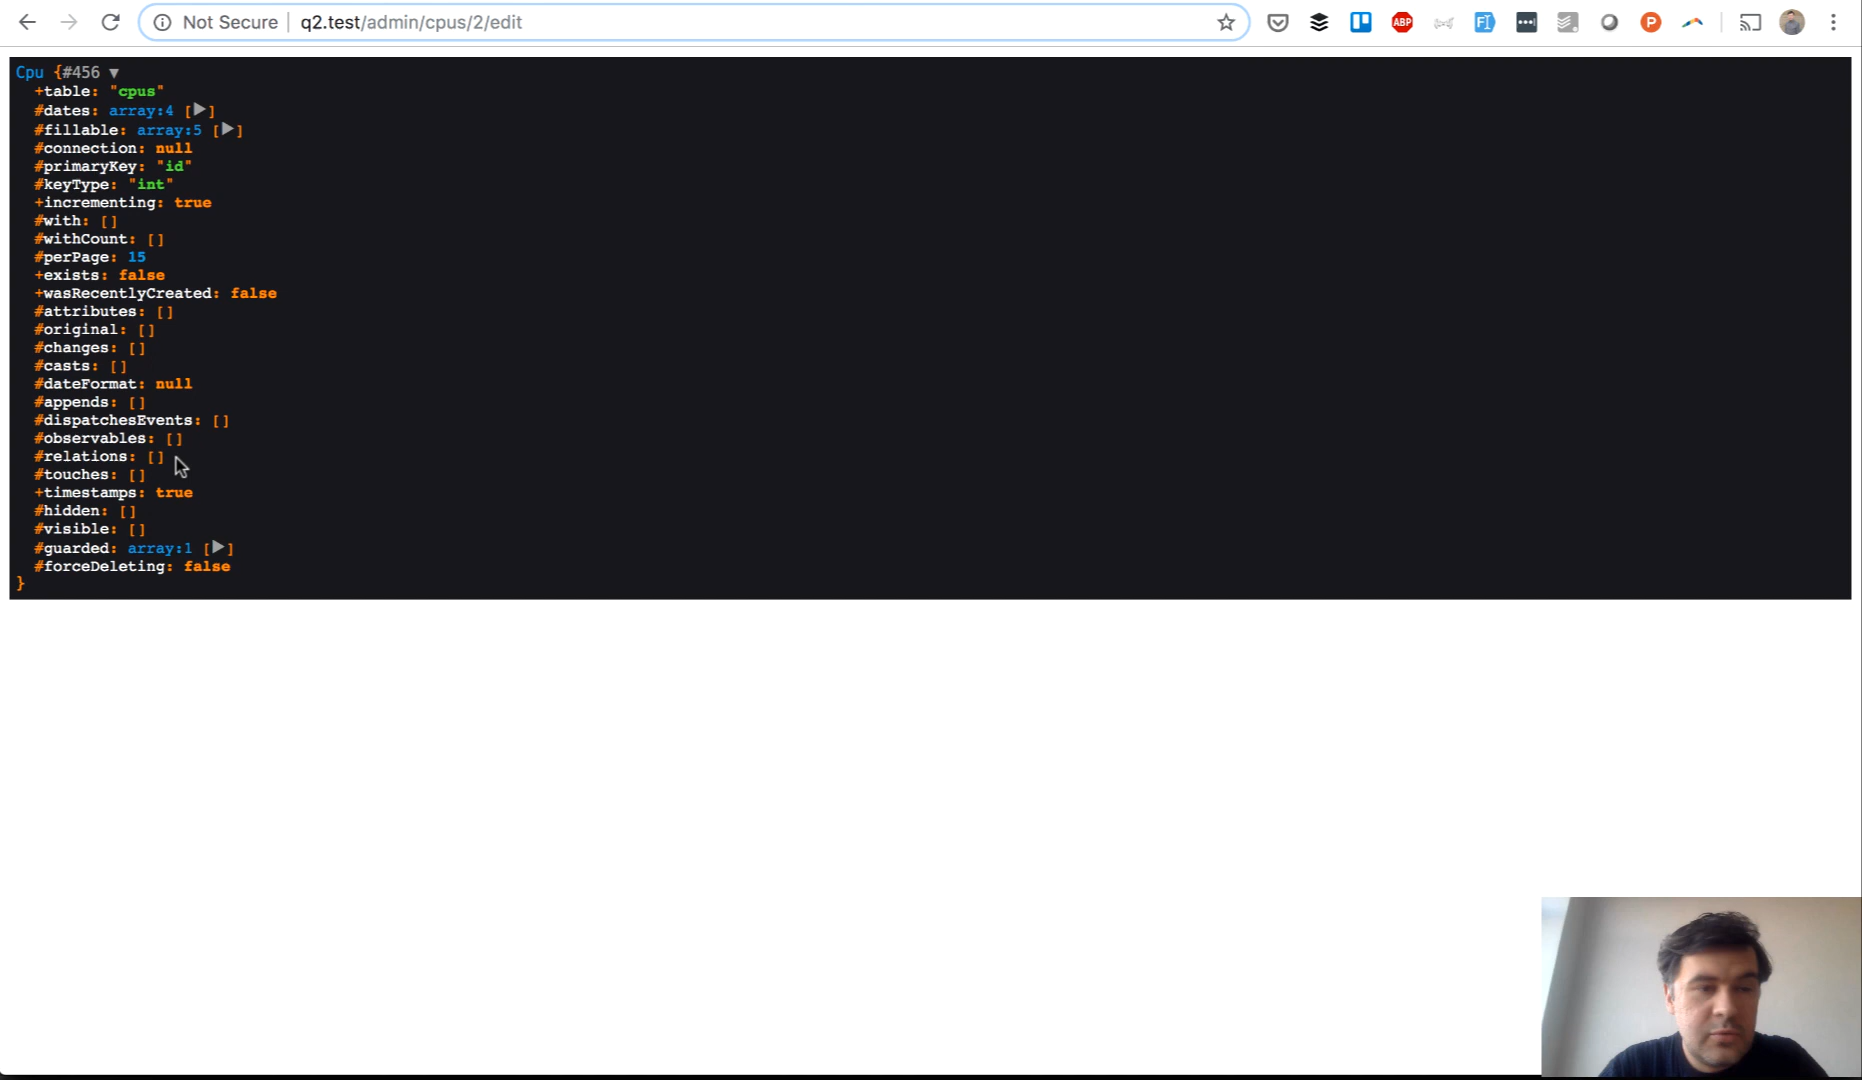 Not Secure q2.test/admin/cpus/2/edit
ABP
P
Cpu {#456 ▼
+table: "cpus"
#dates: array:4 [▶]
#fillable: array:5 [▶]
#connection: null
#primaryKey: "id"
#keyType: "int"
+incrementing: true
#with: []
#withCount: []
#perPage: 15
+exists: false
+wasRecentlyCreated: false
#attributes: []
#original: []
#changes: []
#casts: []
#dateFormat: null
#appends: []
#dispatchesEvents: []
#observables: []
#relations: []
#touches: []
+timestamps: true
#hidden: []
#visible: []
#guarded: array:1 [▶]
#forceDeleting: false
}